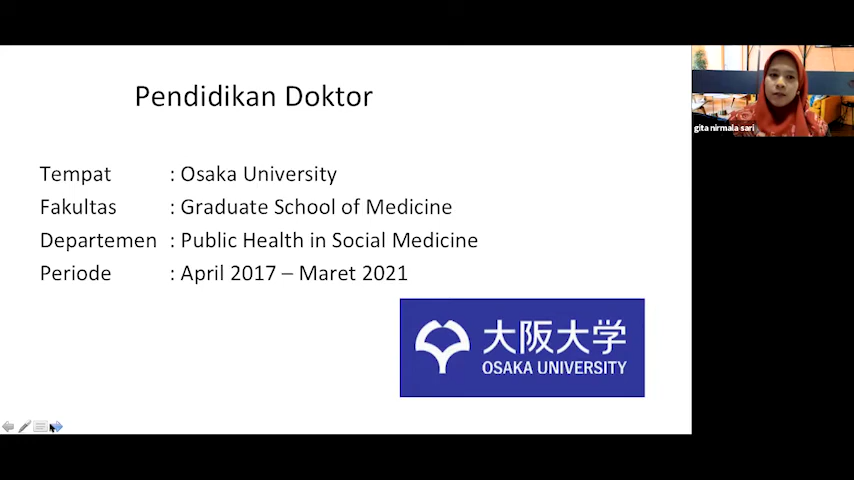 Pendidikan Doktor
Tempat : Osaka University
Fakultas : Graduate School of Medicine
Departemen : Public Health in Social Medicine
Periode : April 2017 – Maret 2021
大阪大学
OSAKA UNIVERSITY
gita nirmala sari